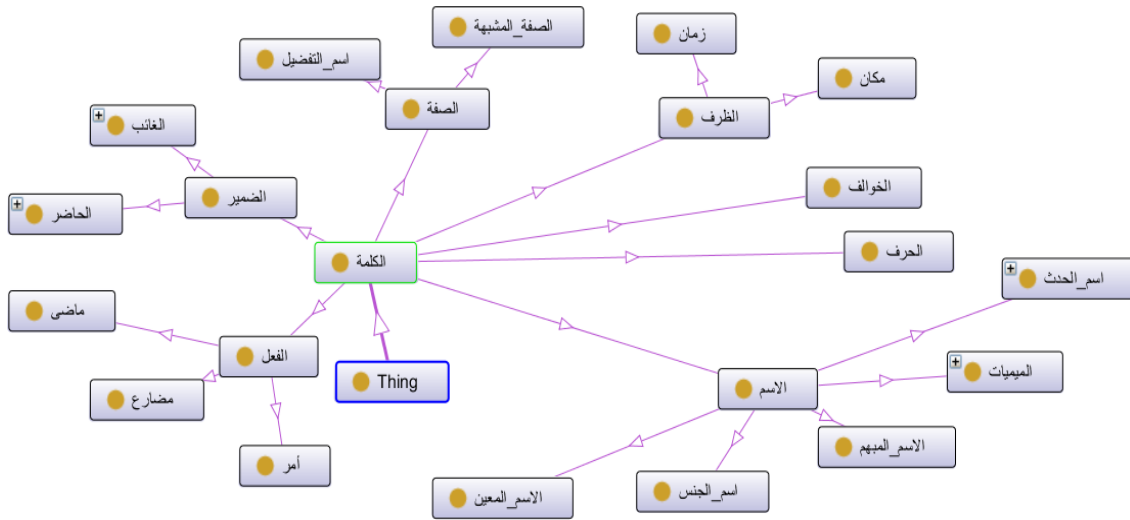 الصفة_المشبهة
زمان
اسم_التفضيل
مكان
الصفة
الظرف
الغائب
الضمير
الخوالف
الحاضر
الحرف
الكلمة
اسم_الحدث
ماضى
الفعل
الميميات
Thing
الاسم
مضارع
الاسم_المبهم
أمر
اسم_الجنس
الاسم_المعين